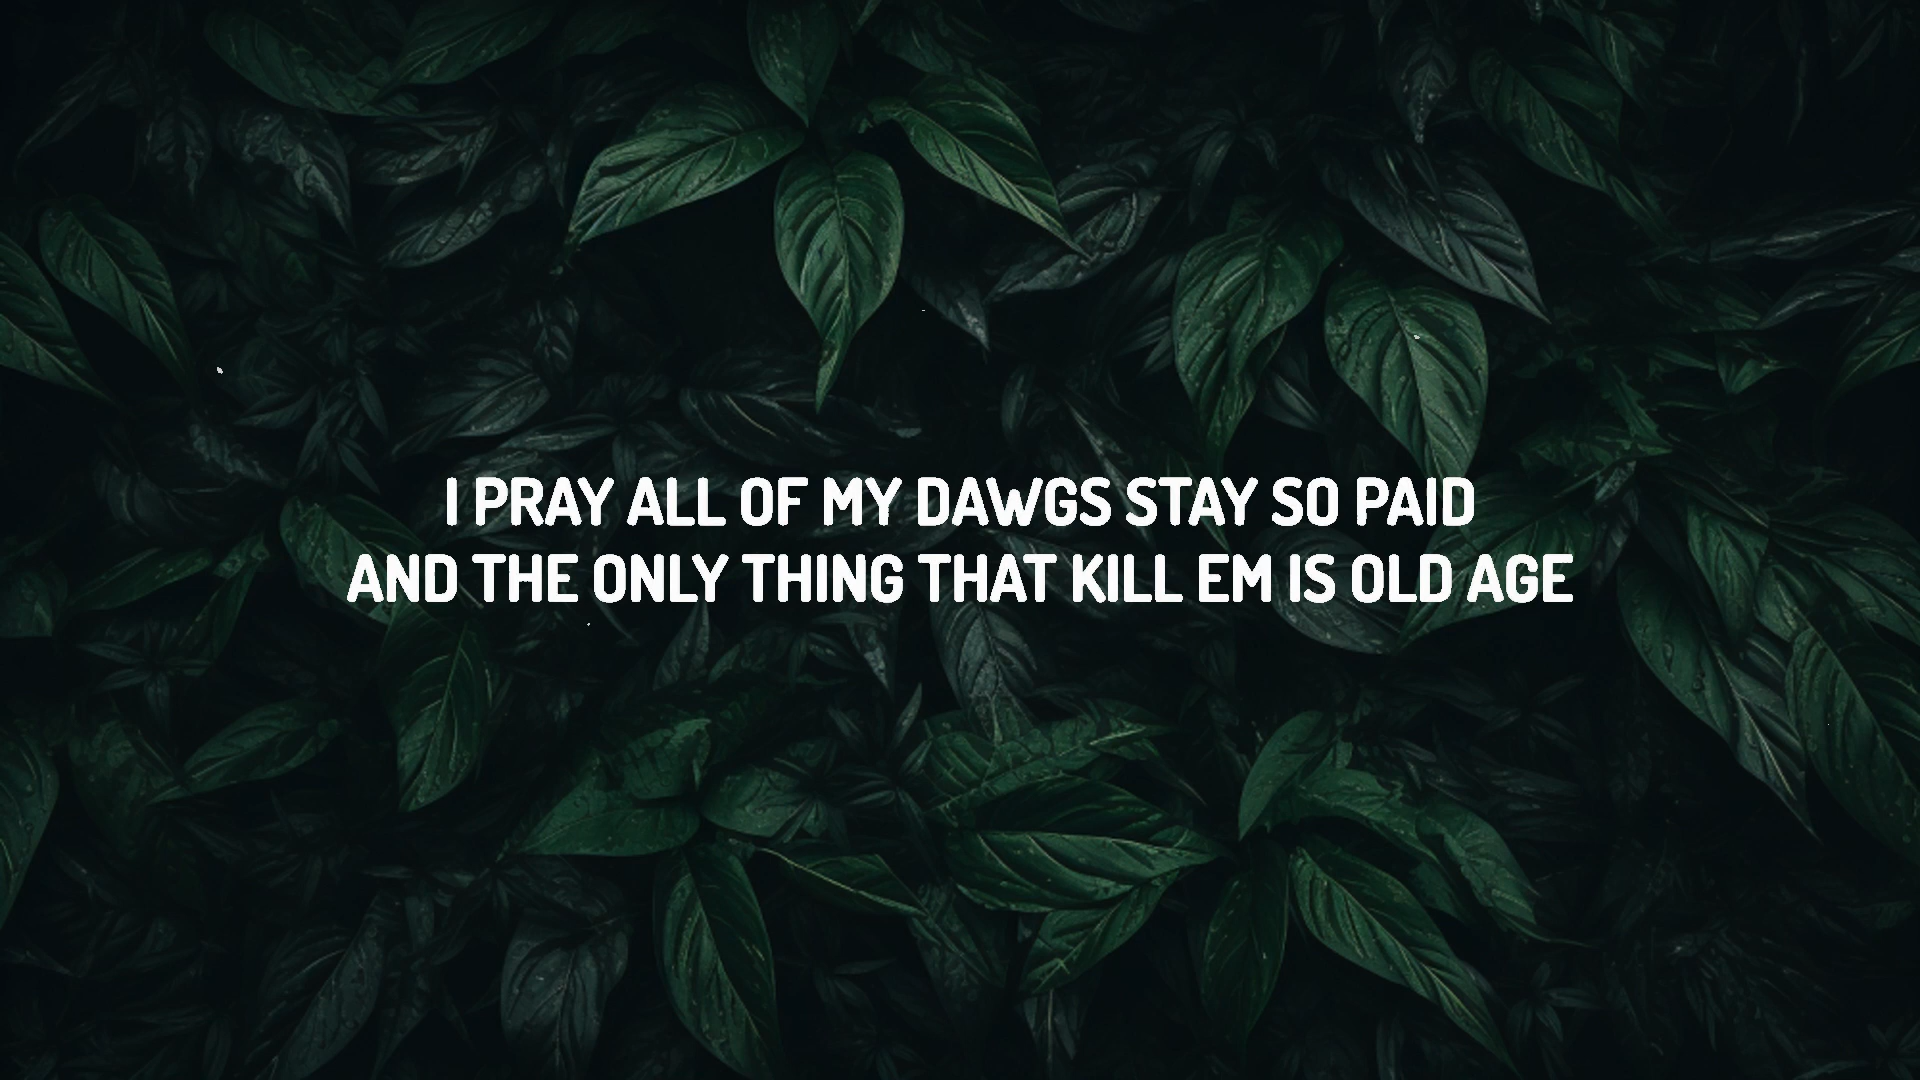 I PRAY ALL OF MY DAWGS STAY SO PAID
AND THE ONLY THING THAT KILL EM IS OLD AGE